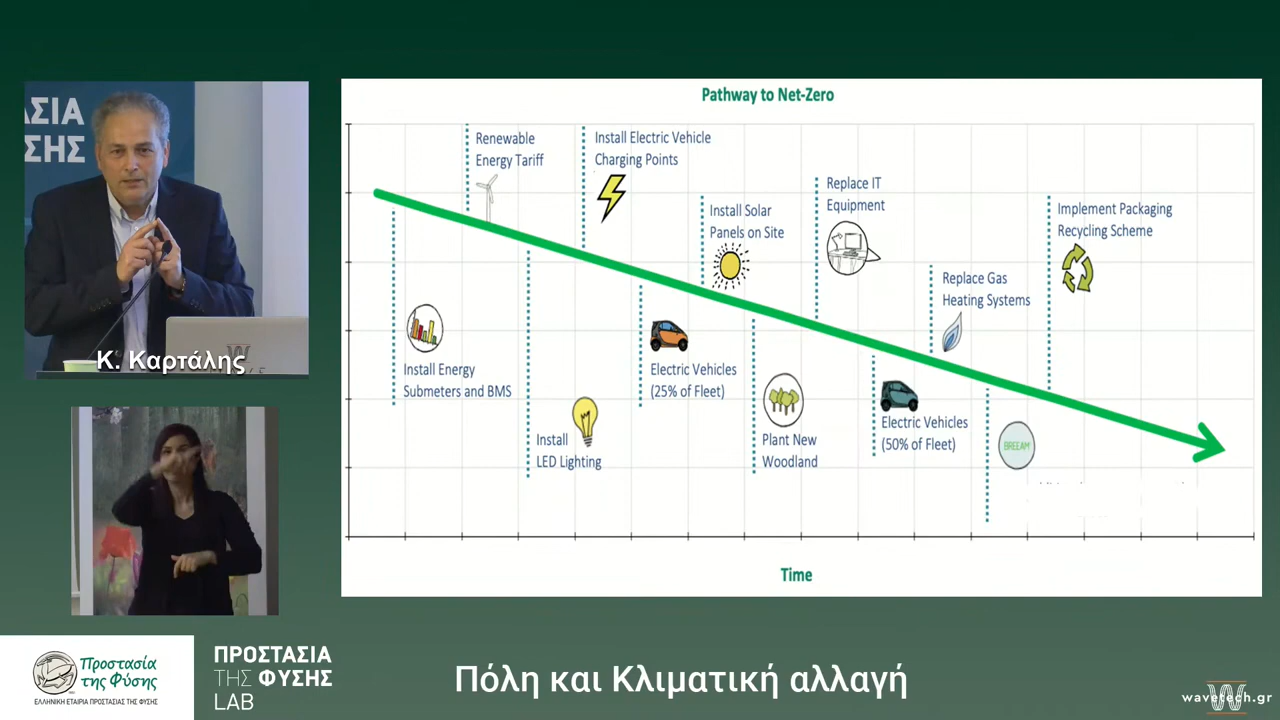 ΑΣΙΑ
ΣΗΣ
Κ. Καρτάλης
Pathway to Net-Zero
Renewable
Energy Tariff
Install Electric Vehicle
Charging Points
Install Solar
Panels on Site
Replace IT
Equipment
Implement Packaging
Recycling Scheme
Replace Gas
Heating Systems
Install Energy
Submeters and BMS
Electric Vehicles
(25% of Fleet)
Install
LED Lighting
Plant New
Woodland
Electric Vehicles
(50% of Fleet)
BREEAM
Time
Προστασία
της Φύσης
ΕΛΛΗΝΙΚΗ ΕΤΑΙΡΙΑ ΠΡΟΣΤΑΣΙΑΣ ΤΗΣ ΦΥΣΗΣ
ΠΡΟΣΤΑΣΙΑ
ΤΗΣ ΦΥΣΗΣ
LAB
Πόλη και Κλιματική αλλαγή
wavetech.gr